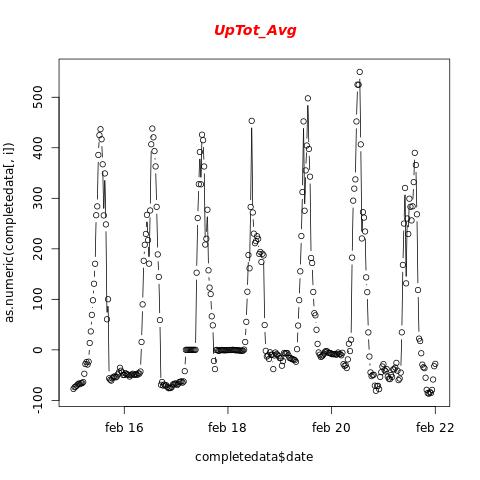 UpTot_Avg
as.numeric(completedata[, i])
500
400
300
200
100
0
-100
feb 16 feb 18 feb 20 feb 22
completedata$date